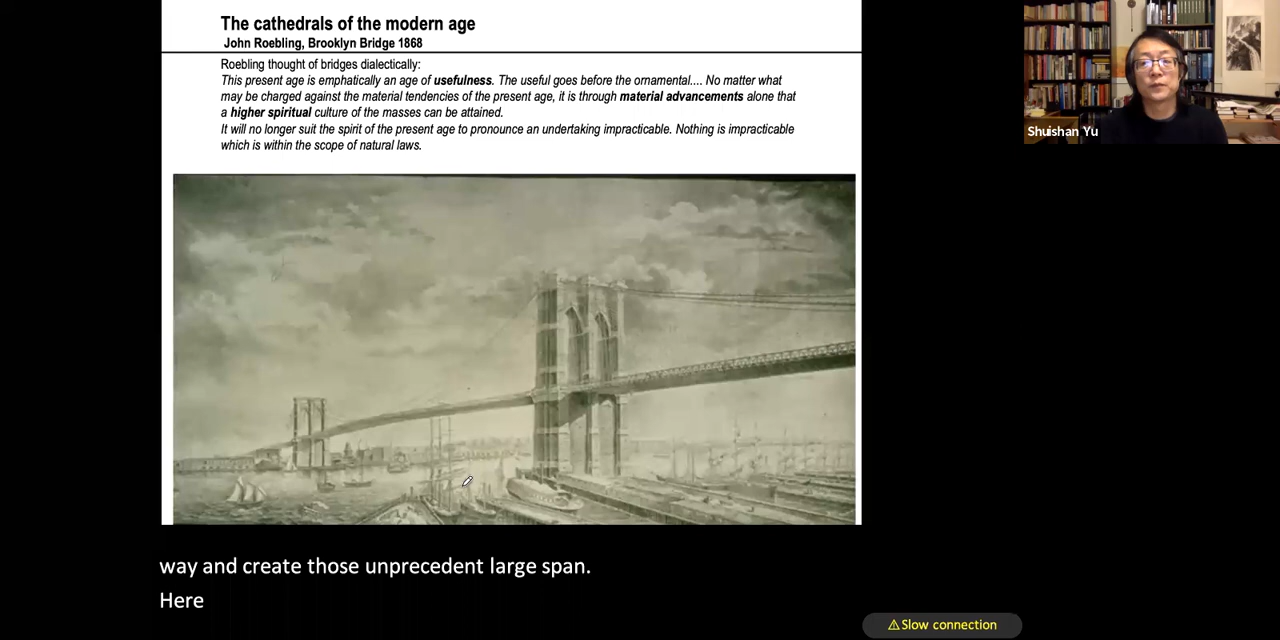 The cathedrals of the modern age
John Roebling, Brooklyn Bridge 1868
Roebling thought of bridges dialectically:
This present age is emphatically an age of usefulness. The useful goes before the ornamental.... No matter what
may be charged against the material tendencies of the present age, it is through material advancements alone that
a higher spiritual culture of the masses can be attained.
It will no longer suit the spirit of the present age to pronounce an undertaking impracticable. Nothing is impracticable
which is within the scope of natural laws.
Shuishan Yu
way and create those unprecedent large span.
Here
Slow connection